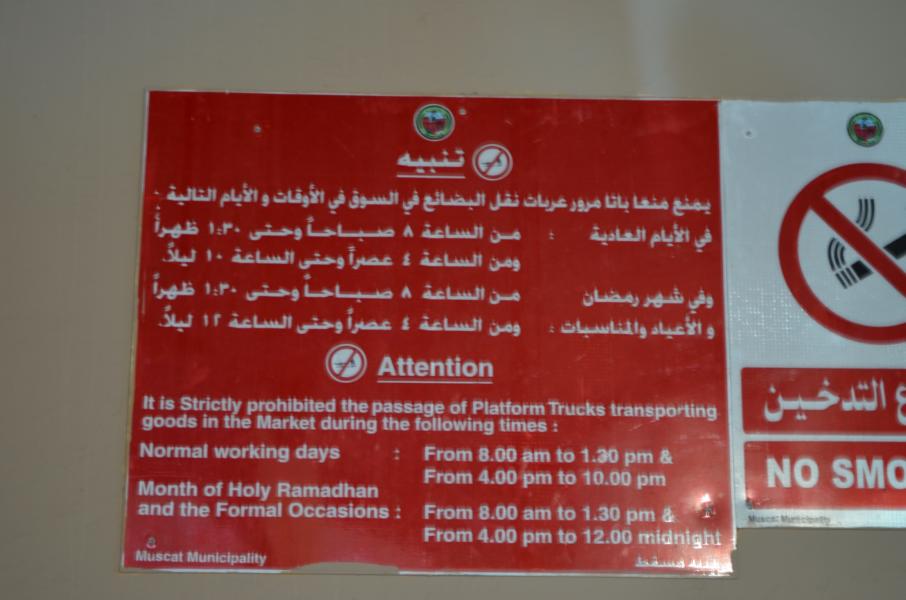 تنبيه
يمنع منعا باتا مرور عربات نقل البضائع في السوق في الأوقات و الأيام التالية :
في الأيام العادية : من الساعة ٨ صباحاً وحتى ١:٣٠ ظهراً
ومن الساعة ٤ عصراً وحتى الساعة ١٠ ليلاً.
وفي شهر رمضان من الساعة ٨ صباحاً وحتى ١:٣٠ ظهراً
و الأعياد والمناسبات : ومن الساعة ٤ عصراً وحتى الساعة ١٢ ليلاً.
Attention
It is Strictly prohibited the passage of Platform Trucks transporting
goods in the Market during the following times :
Normal working days : From 8.00 am to 1.30 pm &
From 4.00 pm to 10.00 pm
Month of Holy Ramadhan
and the Formal Occasions : From 8.00 am to 1.30 pm &
From 4.00 pm to 12.00 midnight
Muscat Municipality
مسقط
ع التدخين
NO SMO
Muscat Municipality